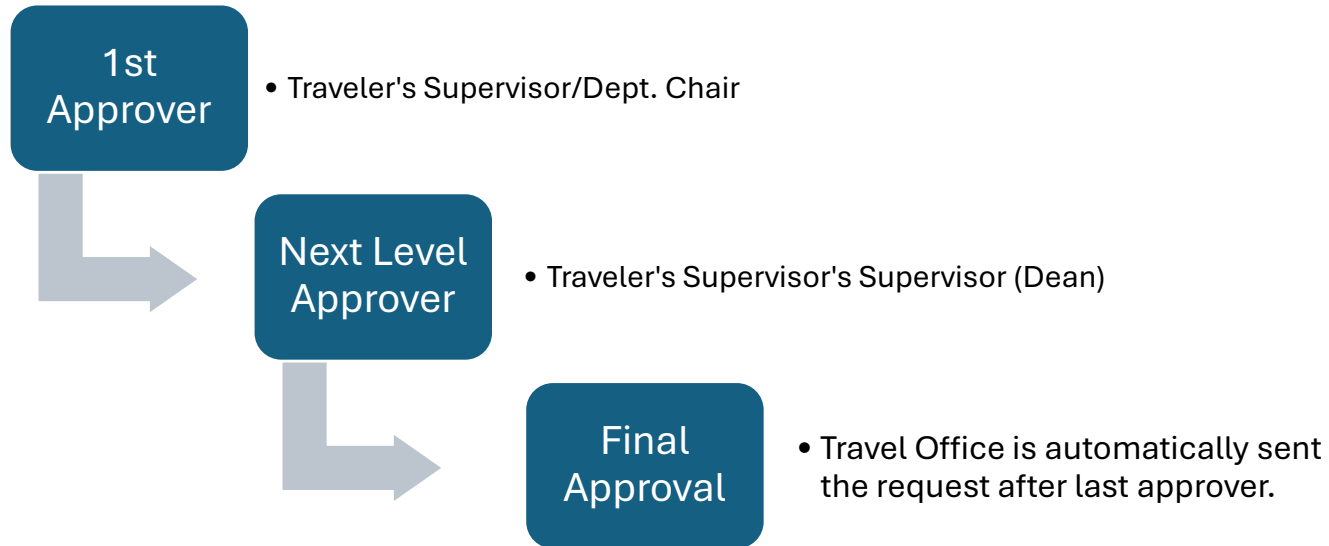 1st
Approver
• Traveler's Supervisor/Dept. Chair
Next Level
Approver
• Traveler's Supervisor's Supervisor (Dean)
Final
Approval
• Travel Office is automatically sent
the request after last approver.